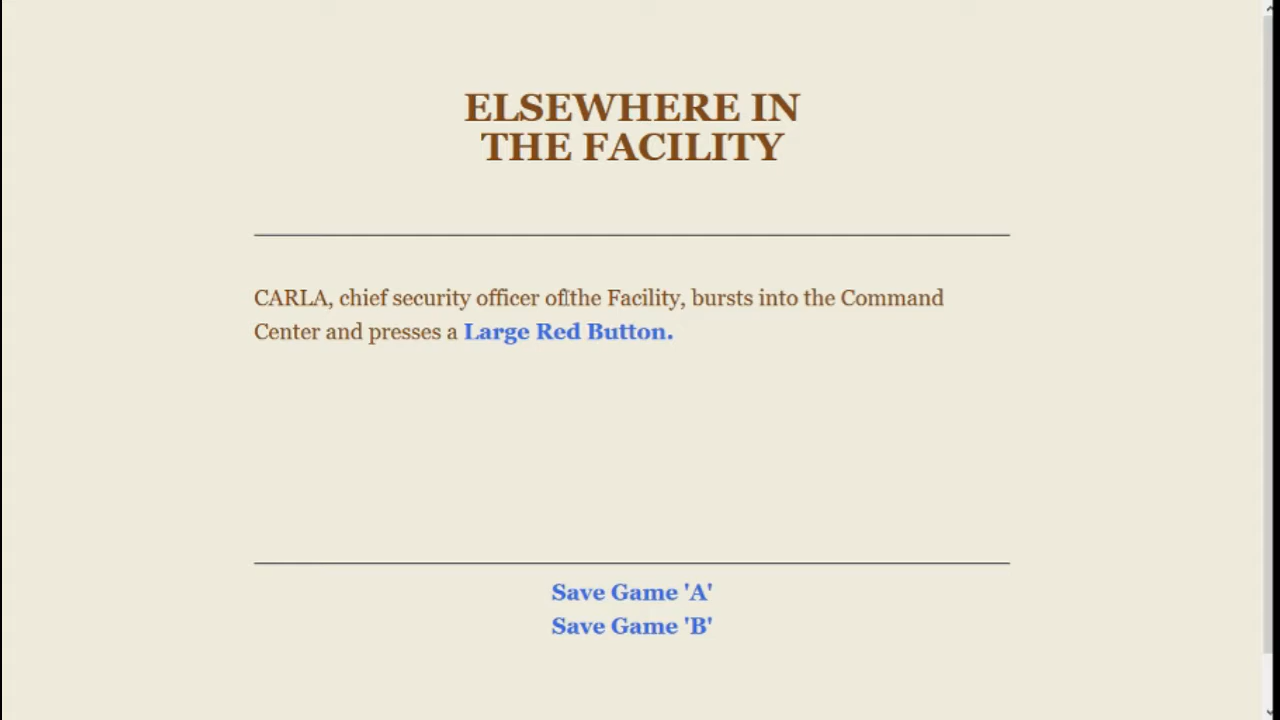 ELSEWHERE IN
THE FACILITY
CARLA, chief security officer of the Facility, bursts into the Command
Center and presses a Large Red Button.
Save Game 'A'
Save Game 'B'